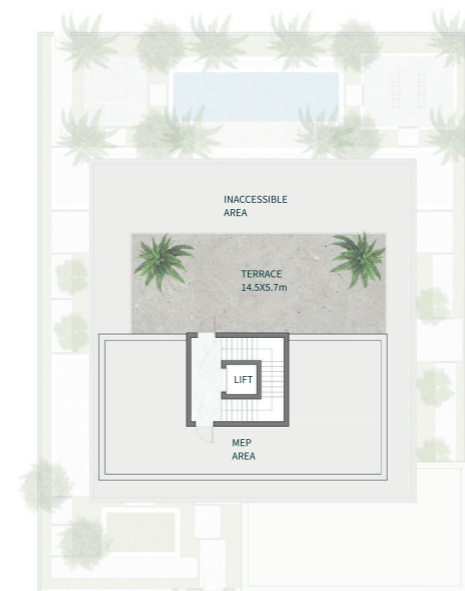 INACCESSIBLE
AREA
TERRACE
14.5X5.7m
LIFT
MEP
AREA